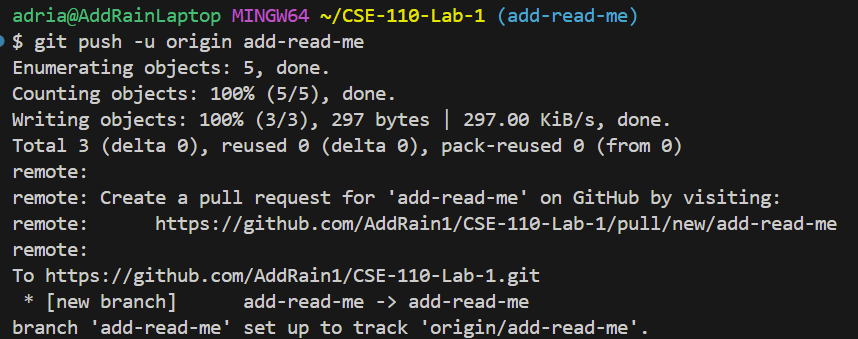 adria@AddRainLaptop MINGW64 ~/CSE-110-Lab-1 (add-read-me)
$ git push -u origin add-read-me
Enumerating objects: 5, done.
Counting objects: 100% (5/5), done.
Writing objects: 100% (3/3), 297 bytes | 297.00 KiB/s, done.
Total 3 (delta 0), reused 0 (delta 0), pack-reused 0 (from 0)
remote:
remote: Create a pull request for 'add-read-me' on GitHub by visiting:
remote:      https://github.com/AddRain1/CSE-110-Lab-1/pull/new/add-read-me
remote:
To https://github.com/AddRain1/CSE-110-Lab-1.git
 * [new branch]      add-read-me -> add-read-me
branch 'add-read-me' set up to track 'origin/add-read-me'.